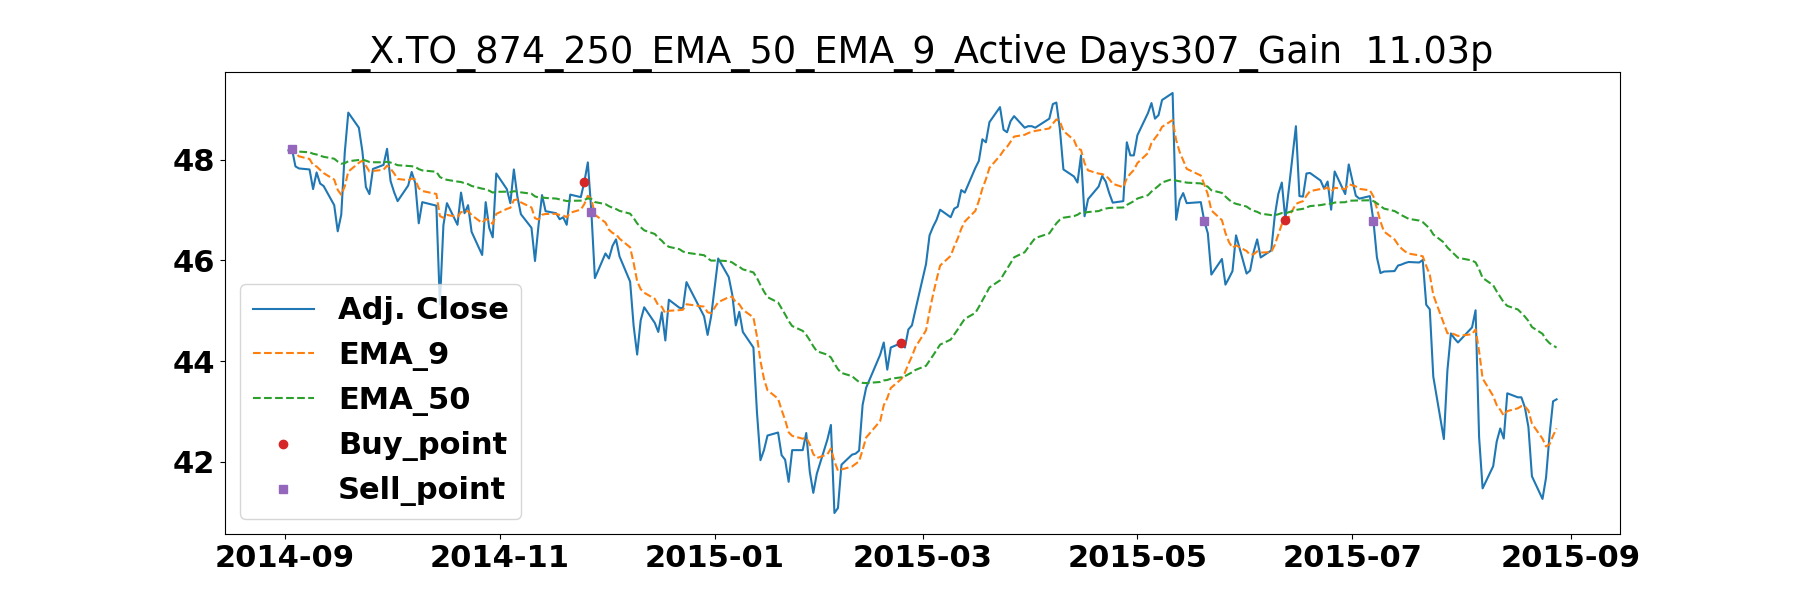 _X.TO_874_250_EMA_50_EMA_9_Active Days307_Gain  11.03p
48
46
44
42
Adj. Close
EMA_9
EMA_50
Buy_point
Sell_point
2014-09 2014-11 2015-01 2015-03 2015-05 2015-07 2015-09